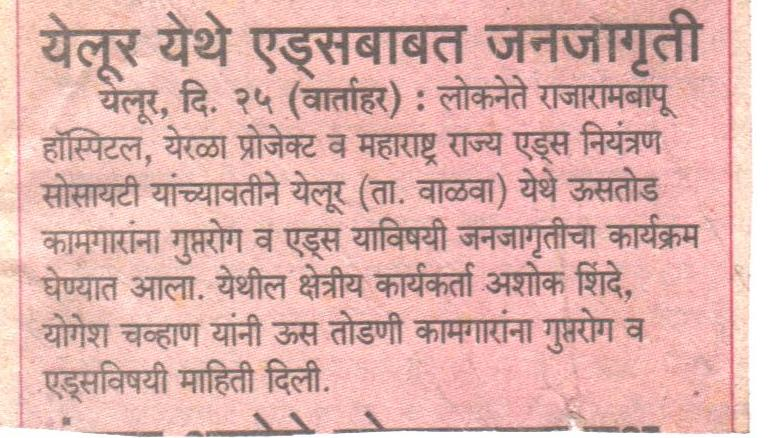 येलूर येथे एड्सबाबत जनजागृती
येलूर, दि. २५ (वार्ताहर) : लोकनेते राजारामबापू
हॉस्पिटल, येरळा प्रोजेक्ट व महाराष्ट्र राज्य एड्स नियंत्रण
सोसायटी यांच्यावतीने येलूर (ता. वाळवा) येथे ऊसतोड
कामगारांना गुप्तरोग व एड्स याविषयी जनजागृतीचा कार्यक्रम
घेण्यात आला. येथील क्षेत्रीय कार्यकर्ता अशोक शिंदे,
योगेश चव्हाण यांनी ऊस तोडणी कामगारांना गुप्तरोग व
एड्सविषयी माहिती दिली.